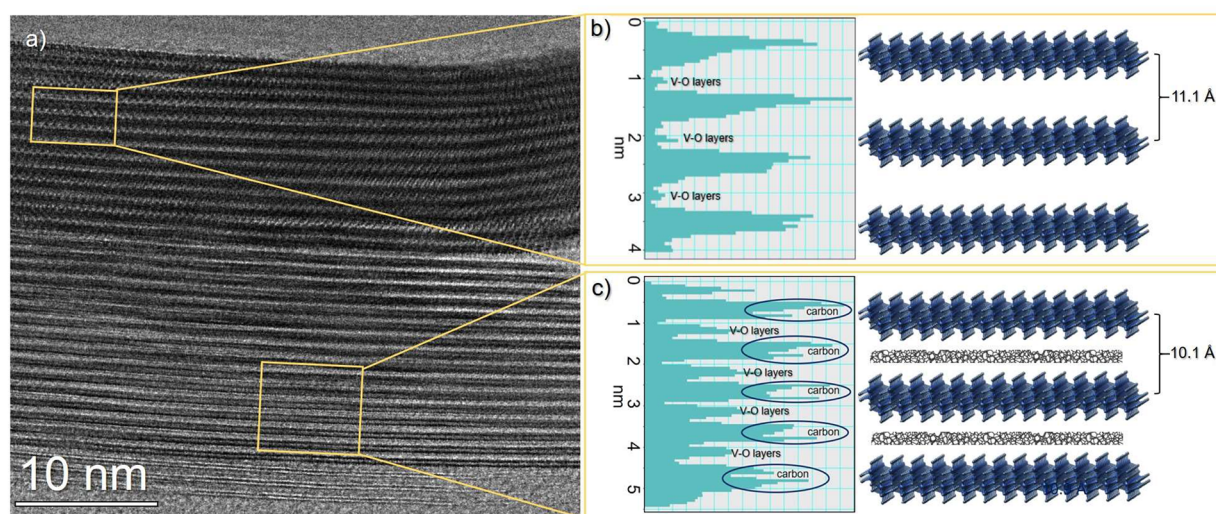 a)
10 nm
b)
0
1
2
nm
3
4
V-O layers
V-O layers
V-O layers
11.1 Å
c)
0
1
2
nm
3
4
5
carbon
V-O layers
carbon
V-O layers
carbon
V-O layers
carbon
V-O layers
carbon
10.1 Å